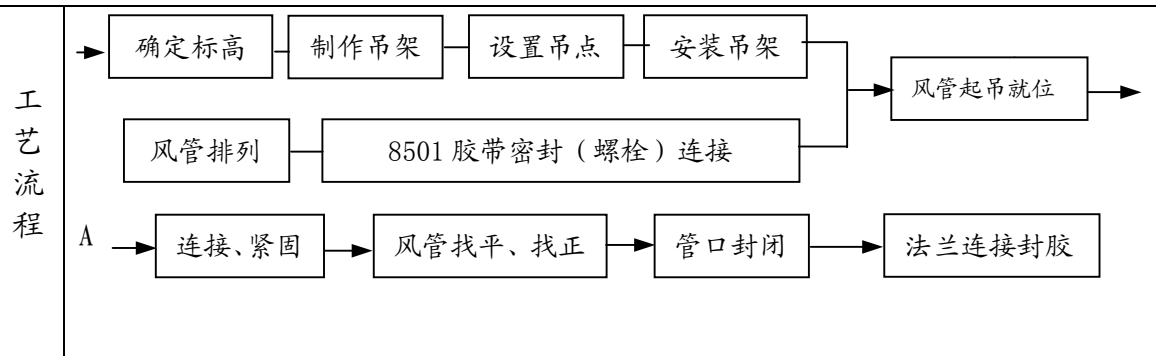 工艺流程
确定标高 制作吊架 设置吊点 安装吊架
风管起吊就位
风管排列 8501胶带密封（螺栓）连接
A 连接、紧固 风管找平、找正 管口封闭 法兰连接封胶